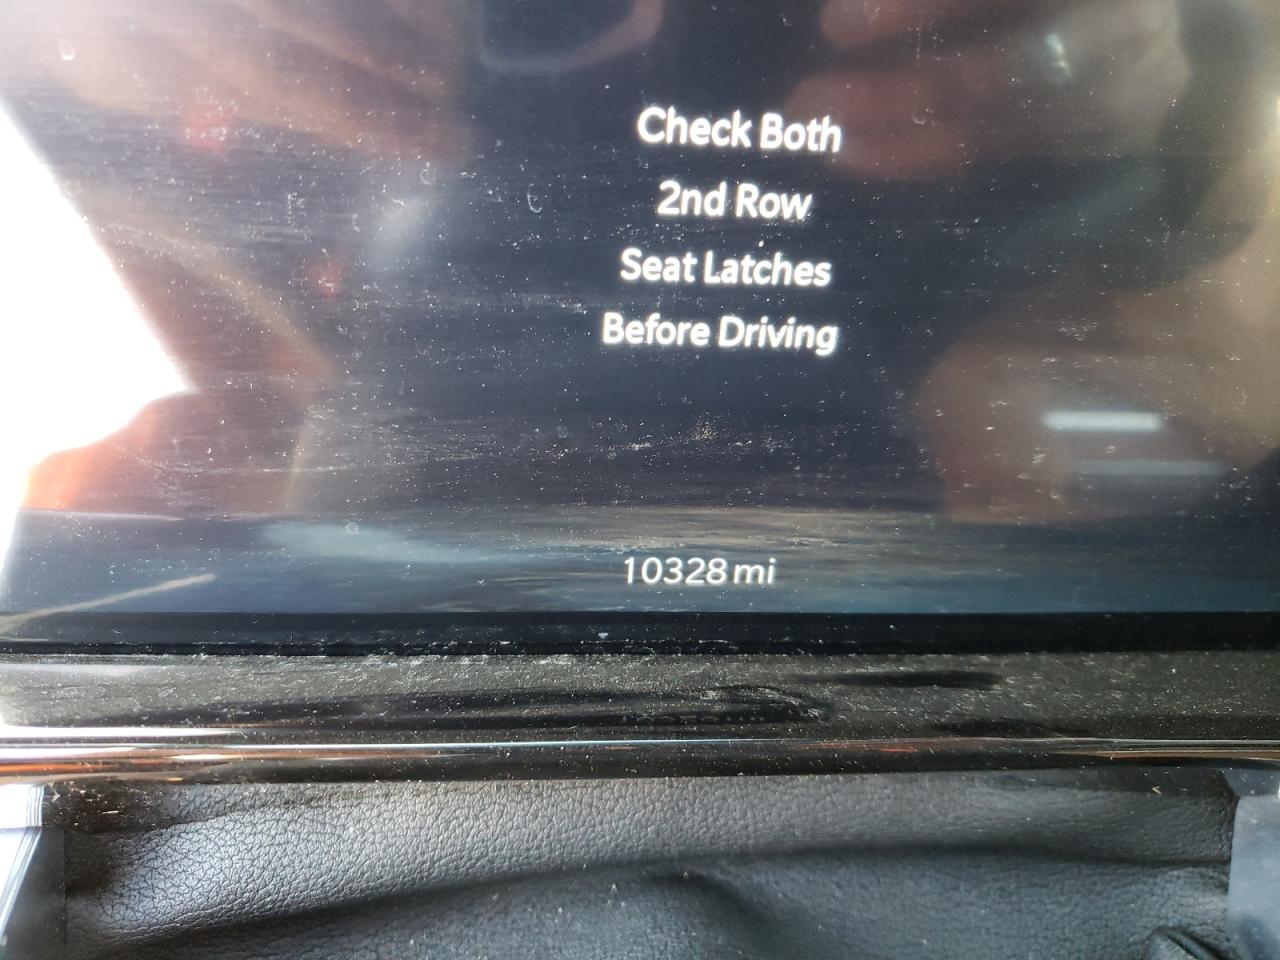 Check Both
2nd Row
Seat Latches
Before Driving
10328 mi